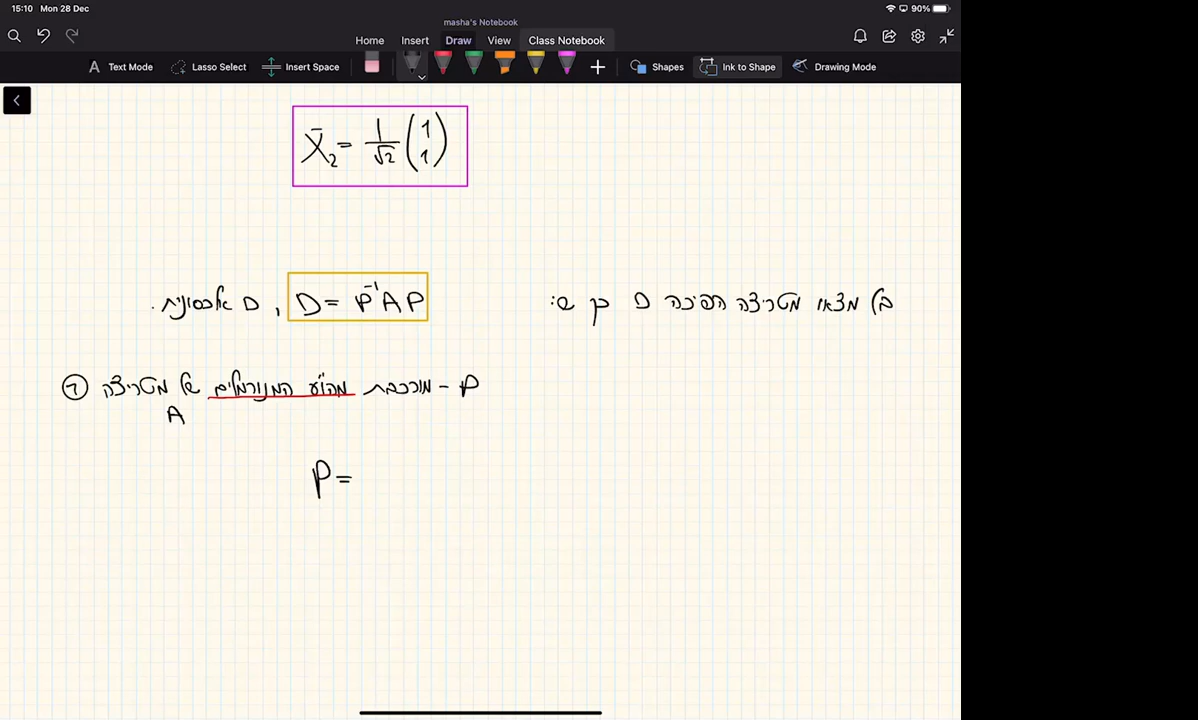 15:10 Mon 28 Dec
90%
masha's Notebook
Home Insert Draw View Class Notebook
Text Mode Lasso Select Insert Space Shapes Ink to Shape Drawing Mode
X̄₂ = 1/√2 (1 1)
ב) מצאו מטריצה הפיכה D כך ש: D = P⁻¹AP , D אלכסונית.
P - מורכבת מהו"ע המנורמלים של מטריצה ⑦
A
P =